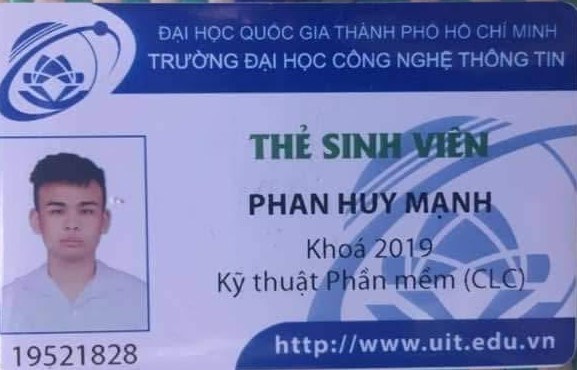 ĐẠI HỌC QUỐC GIA THÀNH PHỐ HỒ CHÍ MINH
TRƯỜNG ĐẠI HỌC CÔNG NGHỆ THÔNG TIN
THẺ SINH VIÊN
PHAN HUY MẠNH
Khoá 2019
Kỹ thuật Phần mềm (CLC)
19521828
http://www.uit.edu.vn